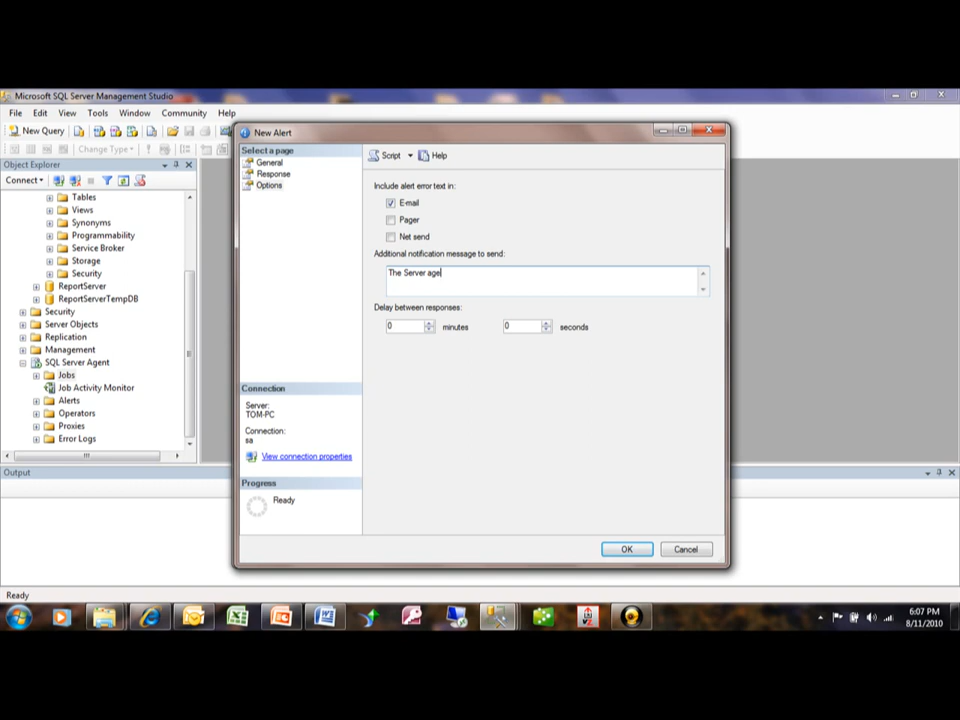 Microsoft SQL Server Management Studio
File Edit View Tools Window Community Help
New Query
Change Type
Object Explorer
Connect
Tables
Views
Synonyms
Programmability
Service Broker
Storage
Security
ReportServer
ReportServerTempDB
Security
Server Objects
Replication
Management
SQL Server Agent
Jobs
Job Activity Monitor
Alerts
Operators
Proxies
Error Logs
New Alert
Select a page
General
Response
Options
Script Help
Include alert error text in:
E-mail
Pager
Net send
Additional notification message to send:
The Server age
Delay between responses:
0 minutes 0 seconds
Connection
Server:
TOM-PC
Connection:
sa
View connection properties
Progress
Ready
OK Cancel
Output
Ready
6:07 PM
8/11/2010